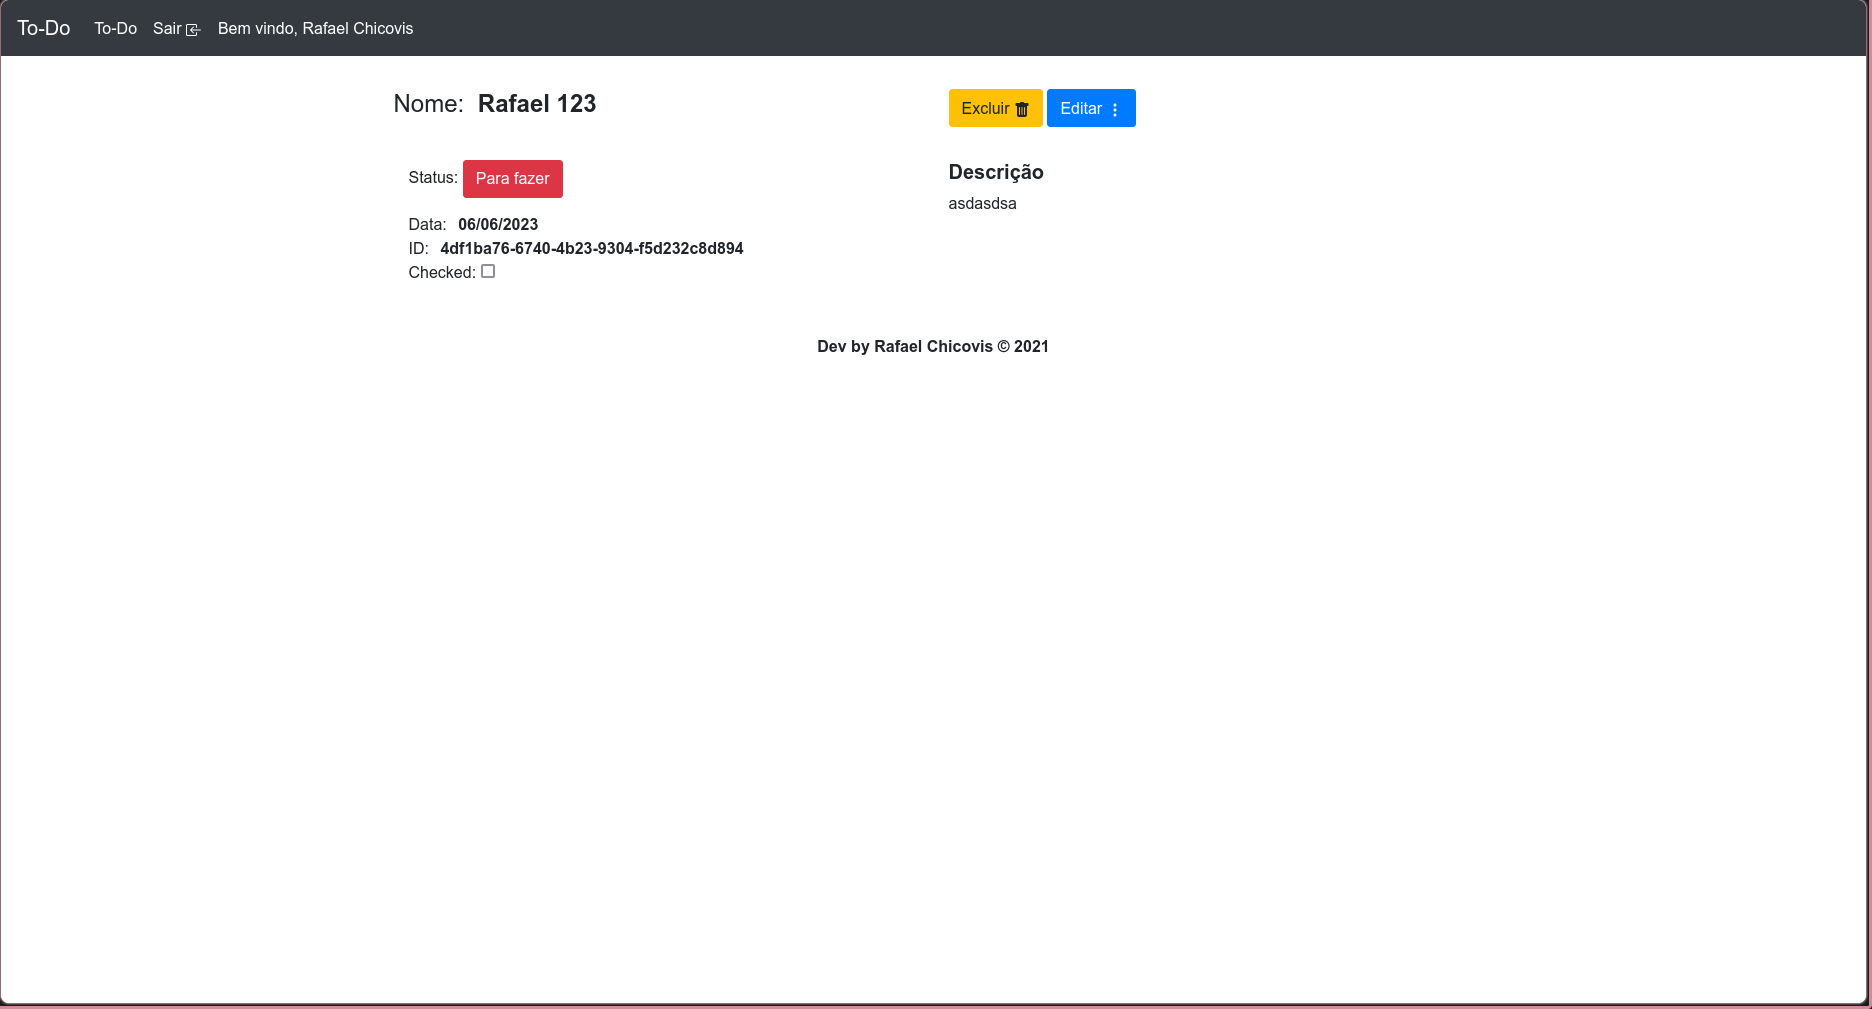 To-Do To-Do Sair Bem vindo, Rafael Chicovis
Nome: Rafael 123
Excluir Editar
Status: Para fazer
Data: 06/06/2023
ID: 4df1ba76-6740-4b23-9304-f5d232c8d894
Checked:
Descrição
asdasdsa
Dev by Rafael Chicovis © 2021